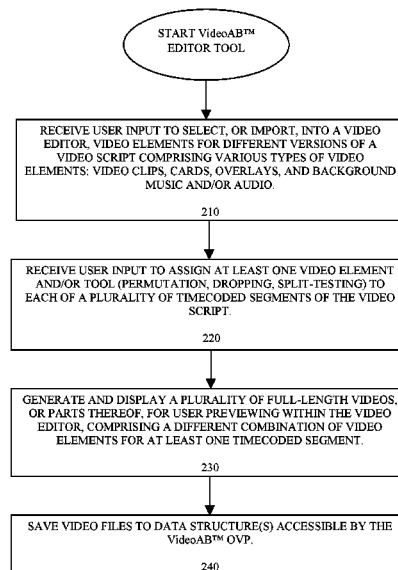 START VideoAB™
EDITOR TOOL
RECEIVE USER INPUT TO SELECT, OR IMPORT, INTO A VIDEO
EDITOR, VIDEO ELEMENTS FOR DIFFERENT VERSIONS OF A
VIDEO SCRIPT COMPRISING VARIOUS TYPES OF VIDEO
ELEMENTS: VIDEO CLIPS, CARDS, OVERLAYS, AND BACKGROUND
MUSIC AND/OR AUDIO.
210
RECEIVE USER INPUT TO ASSIGN AT LEAST ONE VIDEO ELEMENT
AND/OR TOOL (PERMUTATION, DROPPING, SPLIT-TESTING) TO
EACH OF A PLURALITY OF TIMECODED SEGMENTS OF THE VIDEO
SCRIPT.
220
GENERATE AND DISPLAY A PLURALITY OF FULL-LENGTH VIDEOS,
OR PARTS THEREOF, FOR USER PREVIEWING WITHIN THE VIDEO
EDITOR, COMPRISING A DIFFERENT COMBINATION OF VIDEO
ELEMENTS FOR AT LEAST ONE TIMECODED SEGMENT.
230
SAVE VIDEO FILES TO DATA STRUCTURE(S) ACCESSIBLE BY THE
VideoAB™ OVP.
240